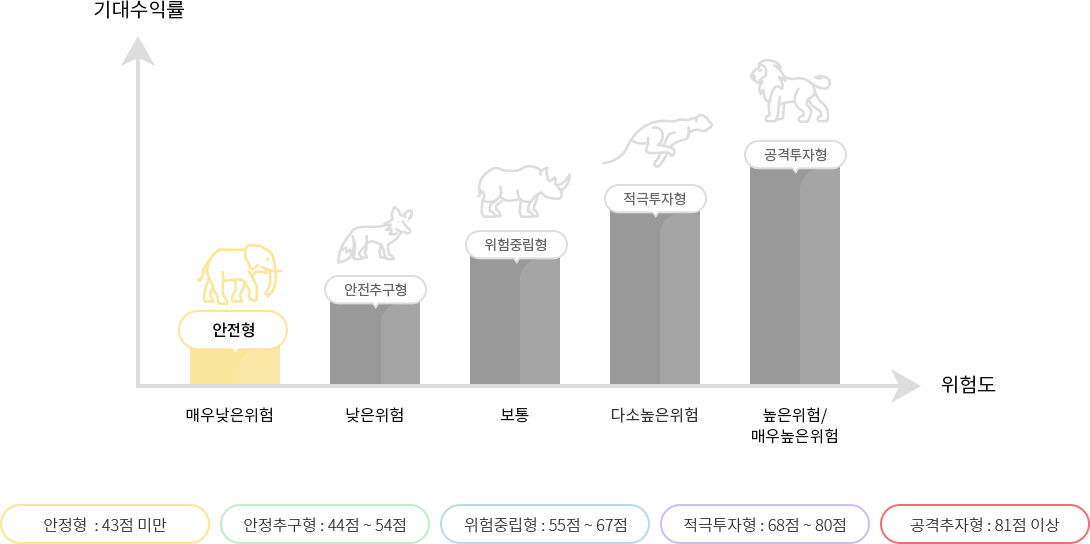 기대수익률
공격투자형
적극투자형
위험중립형
안전추구형
안전형
위험도
매우낮은위험
낮은위험
보통
다소높은위험
높은위험/
매우높은위험
안정형 : 43점 미만
안정추구형 : 44점 ~ 54점
위험중립형 : 55점 ~ 67점
적극투자형 : 68점 ~ 80점
공격추자형 : 81점 이상